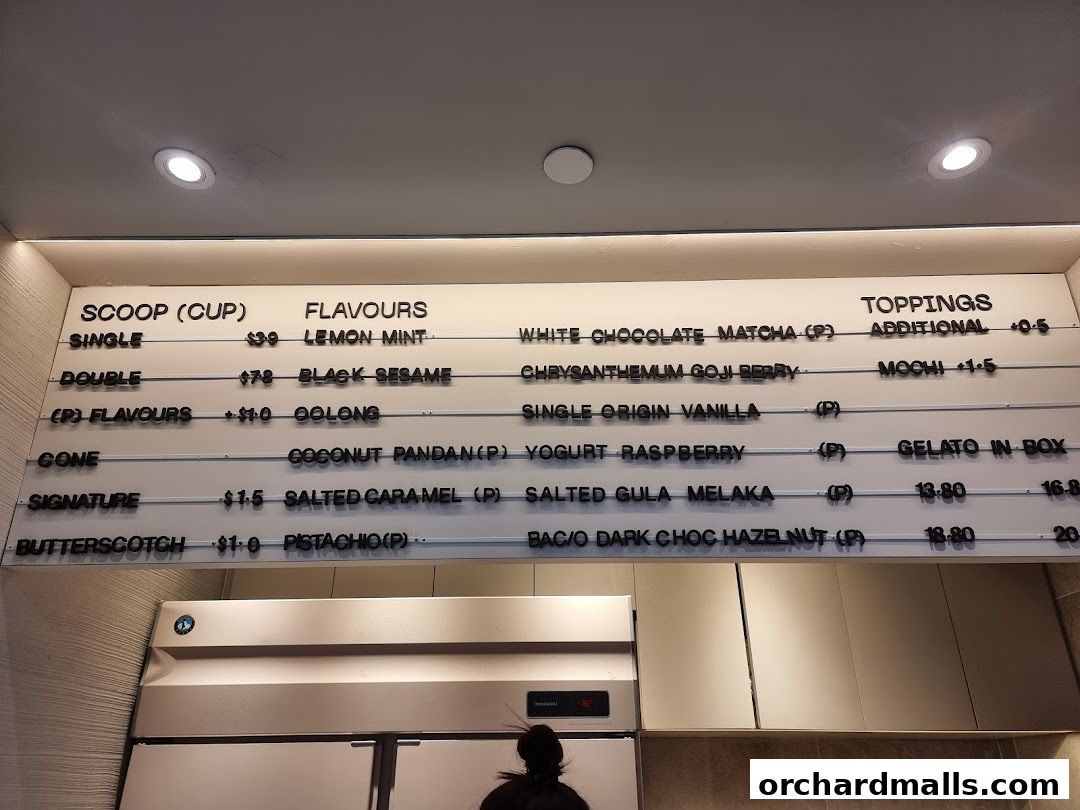 SCOOP (CUP) FLAVOURS TOPPINGS
SINGLE $3.9 LEMON MINT WHITE CHOCOLATE MATCHA (P) ADDITIONAL +0.5
DOUBLE $7.8 BLACK SESAME CHRYSANTHEMUM GOJI BERRY MOCHI +1.5
(P) FLAVOURS +$1.0 OOLONG SINGLE ORIGIN VANILLA (P)
CONE COCONUT PANDAN(P) YOGURT RASPBERRY (P) GELATO IN BOX
SIGNATURE $1.5 SALTED CARAMEL (P) SALTED GULA MELAKA (P) 13.80 16.8
BUTTERSCOTCH $1.0 PISTACHIO(P) BAC/O DARK CHOC HAZELNUT (P) 18.80 20
orchardmalls.com